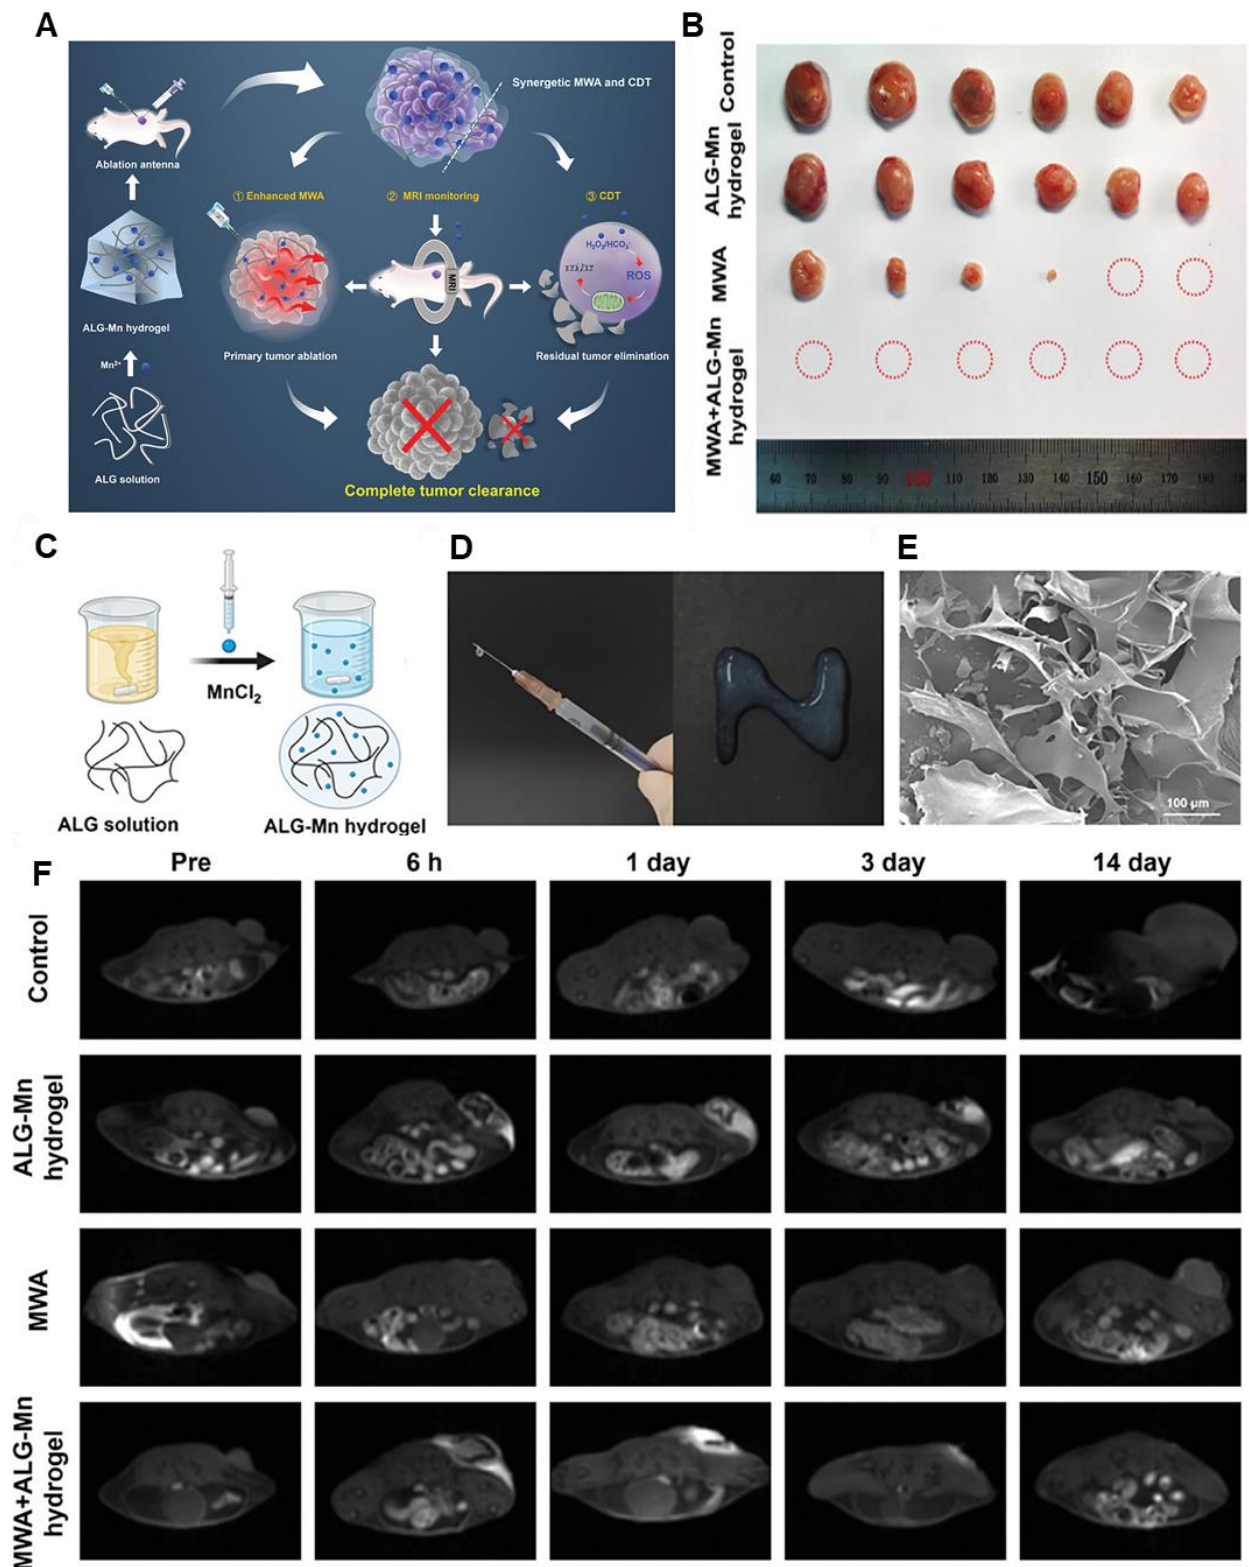 A
Synergetic MWA and CDT
Ablation antenna
① Enhanced MWA
② MRI monitoring
③ CDT
H₂O₂/HCO₃⁻
ROS
MRI
ALG-Mn hydrogel
Primary tumor ablation
Residual tumor elimination
Mn²⁺
ALG solution
Complete tumor clearance
B
Control
ALG-Mn
hydrogel
MWA
MWA+ALG-Mn
hydrogel
60 70 80 90 100 110 120 130 140 150 160 170 180
C
MnCl₂
ALG solution
ALG-Mn hydrogel
D
E
100 μm
F
Pre 6 h 1 day 3 day 14 day
Control
ALG-Mn
hydrogel
MWA
MWA+ALG-Mn
hydrogel